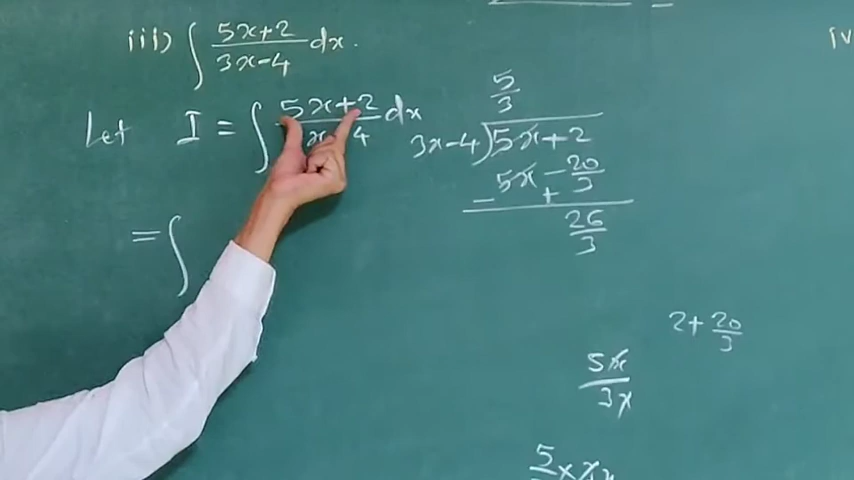 iii) ∫ (5x+2)/(3x-4) dx.
Let I = ∫ (5x+2)/(x 4) dx
5/3
3x-4)5x+2
5x - 20/3
- +
26/3
= ∫
2 + 20/3
5x/3x
5